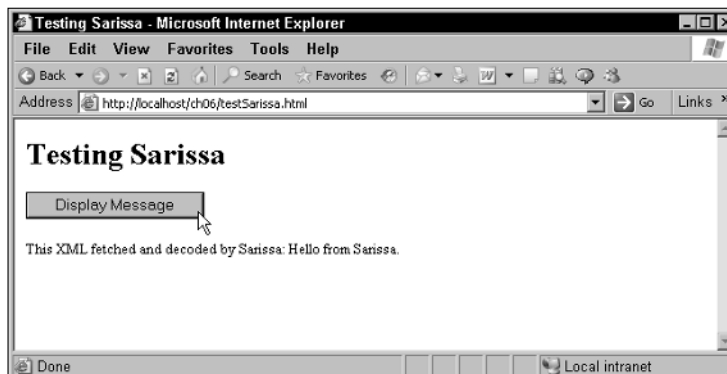 Testing Sarissa - Microsoft Internet Explorer
File Edit View Favorites Tools Help
Back Search Favorites
Address http://localhost/ch06/testSarissa.html Go Links »
Testing Sarissa
Display Message
This XML fetched and decoded by Sarissa: Hello from Sarissa.
Done Local intranet